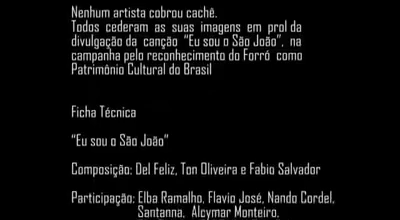 Nenhum artista cobrou cachê.
Todos cederam as suas imagens em prol da
divulgação da canção "Eu sou o São João", na
campanha pelo reconhecimento do Forró como
Patrimônio Cultural do Brasil
Ficha Técnica
"Eu sou o São João"
Composição: Del Feliz, Ton Oliveira e Fabio Salvador
Participação: Elba Ramalho, Flavio José, Nando Cordel,
Santanna, Alcymar Monteiro,